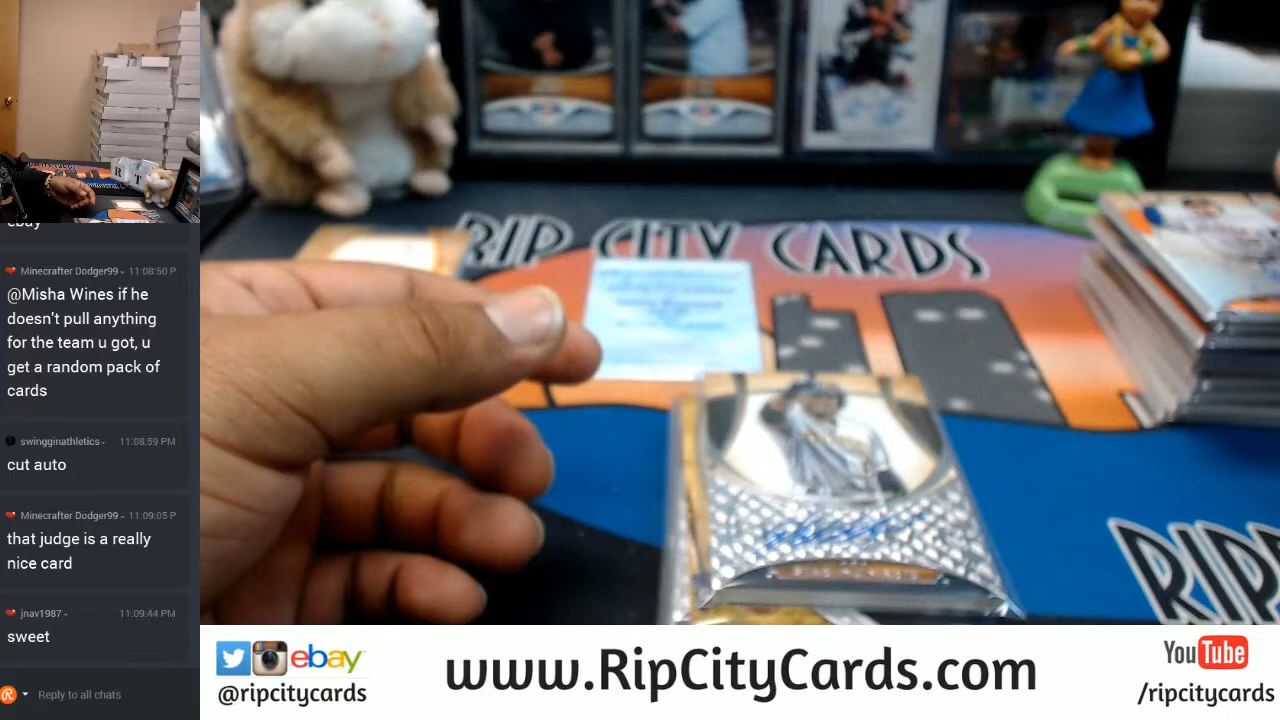 ebay
Minecrafter Dodger99 - 11:08:50 P
@Misha Wines if he
doesn't pull anything
for the team u got, u
get a random pack of
cards
swingginathletics - 11:08:59 PM
cut auto
Minecrafter Dodger99 - 11:09:05 P
that judge is a really
nice card
jnav1987 - 11:09:44 PM
sweet
Reply to all chats
RIP CITY CARDS
RIP
ebay
@ripcitycards
www.RipCityCards.com
YouTube
/ripcitycards